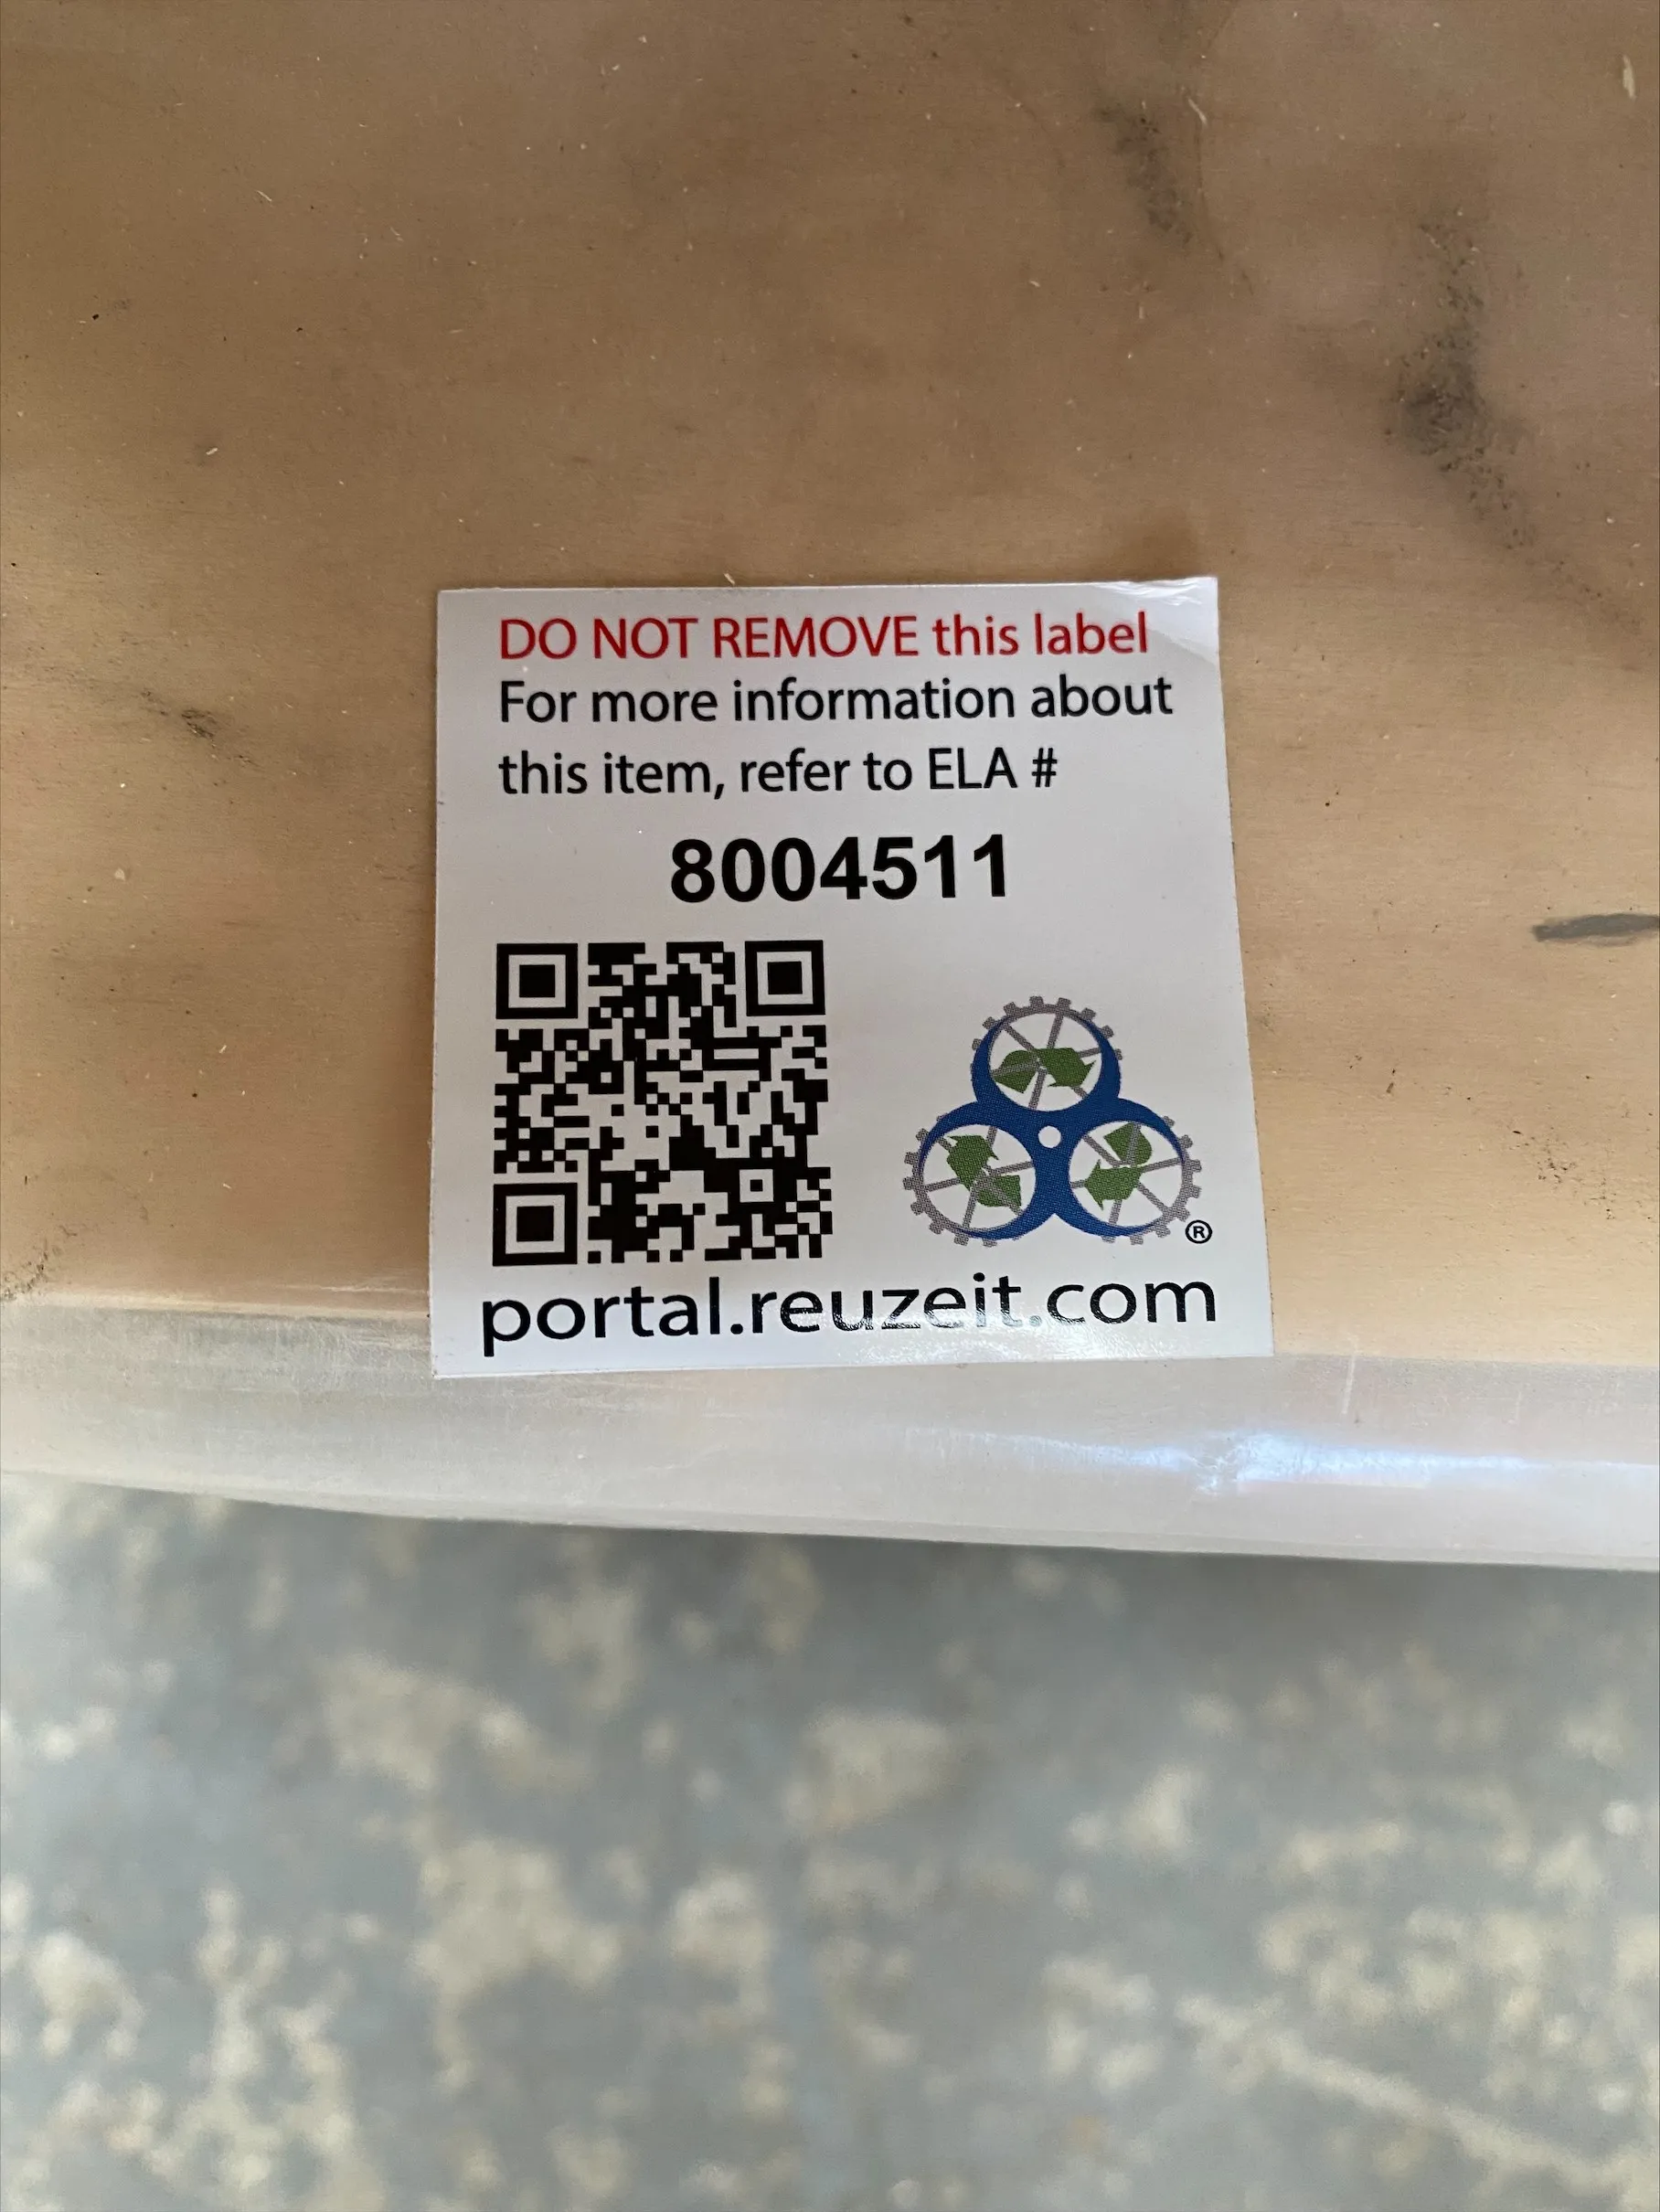 DO NOT REMOVE this label
For more information about
this item, refer to ELA #
8004511
®
portal.reuzeit.com